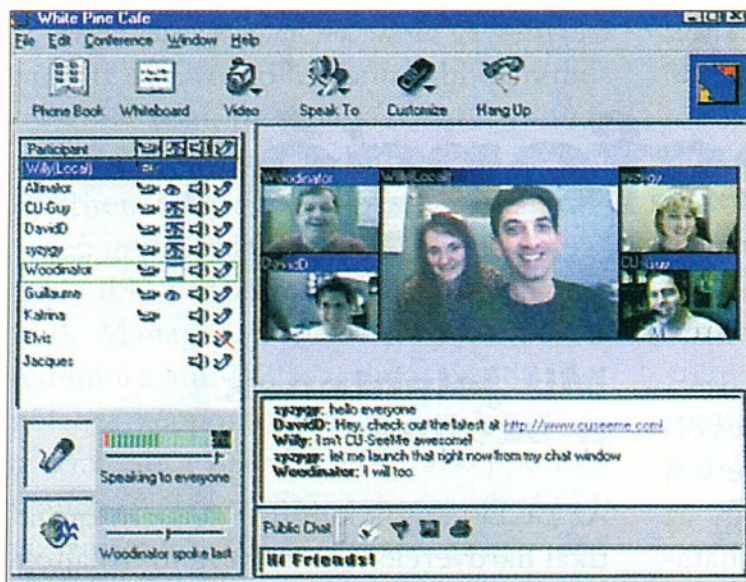 White Pine Cafe
File Edit Conference Window Help
Phone Book Whiteboard Video Speak To Customize Hang Up
Participant
Willy(Local)
Altinator
CU-Guy
DavidD
zyzygy
Woodinator
Guillaume
Katrina
Elvis
Jacques
Speaking to everyone
Woodinator spoke last
Woodinator
Willy(Local)
zyzygy
DavidD
CU-Guy
zyzygy: hello everyone
DavidD: Hey, check out the latest at http://www.cuseeme.com!
Willy: Isn't CU-SeeMe awesome!
zyzygy: let me launch that right now from my chat window
Woodinator: I will too.
Public Chat
Hi Friends!